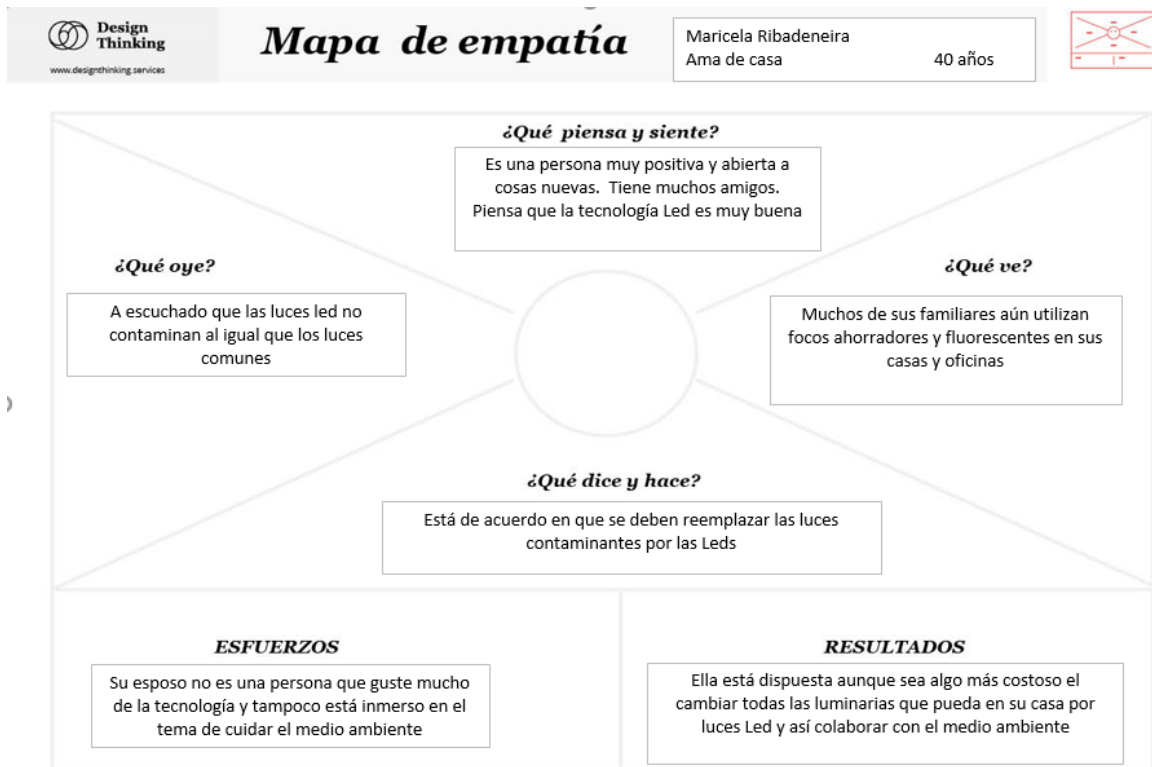 Design
Thinking
www.designthinking.services
Mapa de empatía
Maricela Ribadeneira
Ama de casa 40 años
¿Qué piensa y siente?
Es una persona muy positiva y abierta a
cosas nuevas. Tiene muchos amigos.
Piensa que la tecnología Led es muy buena
¿Qué oye?
A escuchado que las luces led no
contaminan al igual que los luces
comunes
¿Qué ve?
Muchos de sus familiares aún utilizan
focos ahorradores y fluorescentes en sus
casas y oficinas
¿Qué dice y hace?
Está de acuerdo en que se deben reemplazar las luces
contaminantes por las Leds
ESFUERZOS
Su esposo no es una persona que guste mucho
de la tecnología y tampoco está inmerso en el
tema de cuidar el medio ambiente
RESULTADOS
Ella está dispuesta aunque sea algo más costoso el
cambiar todas las luminarias que pueda en su casa por
luces Led y así colaborar con el medio ambiente